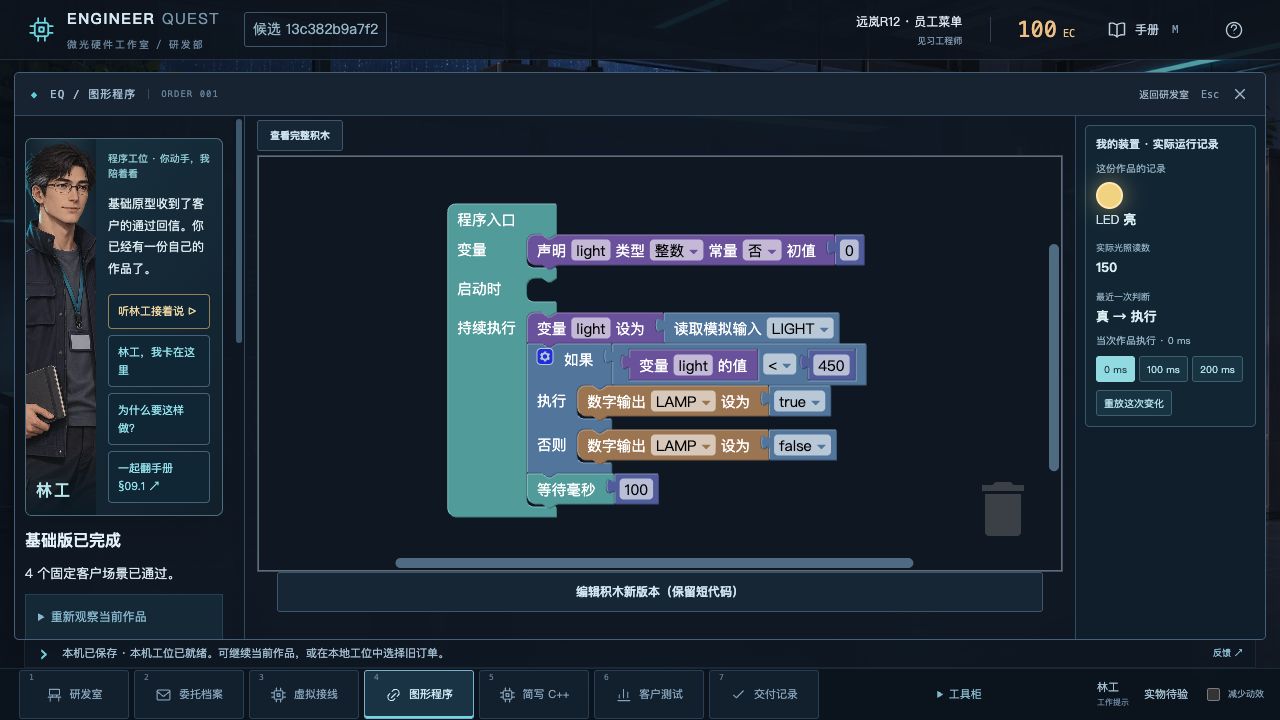 ENGINEER QUEST
微光硬件工作室 / 研发部
候选 13c382b9a7f2
远岚R12 · 员工菜单
见习工程师
100 EC
手册 M
EQ / 图形程序 | ORDER 001
返回研发室 Esc
程序工位 · 你动手，我陪着看
基础原型收到了客户的通过回信。你已经有一份自己的作品了。
听林工接着说
林工，我卡在这里
为什么要这样做？
一起翻手册 §09.1 ↗
林工
基础版已完成
4 个固定客户场景已通过。
重新观察当前作品
查看完整积木
程序入口
变量 声明 light 类型 整数 常量 否 初值 0
启动时
持续执行 变量 light 设为 读取模拟输入 LIGHT
如果 变量 light 的值 < 450
执行 数字输出 LAMP 设为 true
否则 数字输出 LAMP 设为 false
等待毫秒 100
编辑积木新版本（保留短代码）
我的装置 · 实际运行记录
这份作品的记录
LED 亮
实际光照读数
150
最近一次判断
真 → 执行
当次作品执行 · 0 ms
0 ms 100 ms 200 ms
重放这次变化
本机已保存 · 本机工位已就绪。可继续当前作品，或在本地工位中选择旧订单。
反馈 ↗
1 研发室
2 委托档案
3 虚拟接线
4 图形程序
5 简写 C++
6 客户测试
7 交付记录
工具柜
林工
工作提示
实物待验
减少动效